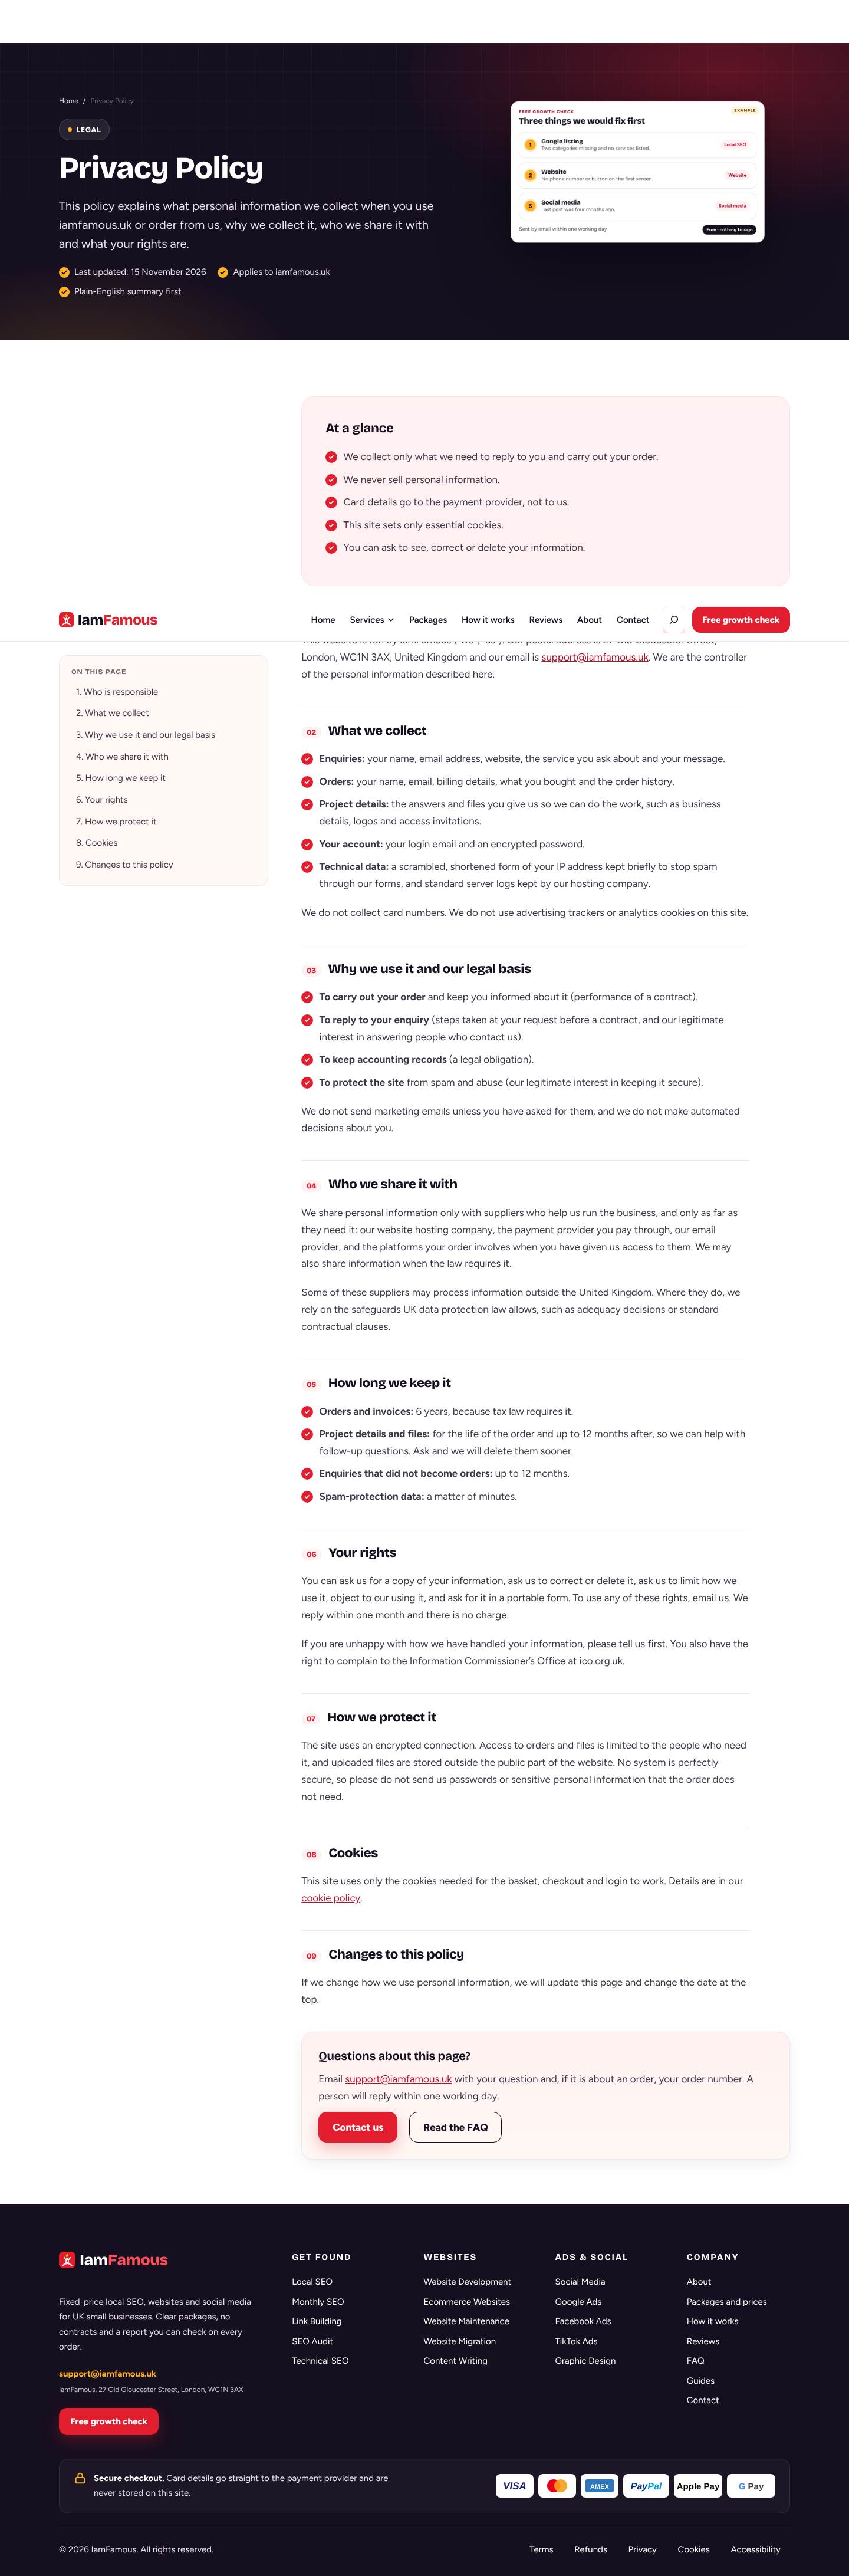 Home / Privacy Policy
LEGAL
Privacy Policy
This policy explains what personal information we collect when you use
iamfamous.uk or order from us, why we collect it, who we share it with
and what your rights are.
Last updated: 15 November 2026 Applies to iamfamous.uk
Plain-English summary first
FREE GROWTH CHECK
EXAMPLE
Three things we would fix first
1 Google listing
Two categories missing and no services listed.
Local SEO
2 Website
No phone number or button on the first screen.
Website
3 Social media
Last post was four months ago.
Social media
Sent by email within one working day
Free · nothing to sign
At a glance
We collect only what we need to reply to you and carry out your order.
We never sell personal information.
Card details go to the payment provider, not to us.
This site sets only essential cookies.
You can ask to see, correct or delete your information.
IamFamous Home Services Packages How it works Reviews About Contact Free growth check
ON THIS PAGE
1. Who is responsible
2. What we collect
3. Why we use it and our legal basis
4. Who we share it with
5. How long we keep it
6. Your rights
7. How we protect it
8. Cookies
9. Changes to this policy
London, WC1N 3AX, United Kingdom and our email is support@iamfamous.uk. We are the controller
of the personal information described here.
02 What we collect
Enquiries: your name, email address, website, the service you ask about and your message.
Orders: your name, email, billing details, what you bought and the order history.
Project details: the answers and files you give us so we can do the work, such as business
details, logos and access invitations.
Your account: your login email and an encrypted password.
Technical data: a scrambled, shortened form of your IP address kept briefly to stop spam
through our forms, and standard server logs kept by our hosting company.
We do not collect card numbers. We do not use advertising trackers or analytics cookies on this site.
03 Why we use it and our legal basis
To carry out your order and keep you informed about it (performance of a contract).
To reply to your enquiry (steps taken at your request before a contract, and our legitimate
interest in answering people who contact us).
To keep accounting records (a legal obligation).
To protect the site from spam and abuse (our legitimate interest in keeping it secure).
We do not send marketing emails unless you have asked for them, and we do not make automated
decisions about you.
04 Who we share it with
We share personal information only with suppliers who help us run the business, and only as far as
they need it: our website hosting company, the payment provider you pay through, our email
provider, and the platforms your order involves when you have given us access to them. We may
also share information when the law requires it.
Some of these suppliers may process information outside the United Kingdom. Where they do, we
rely on the safeguards UK data protection law allows, such as adequacy decisions or standard
contractual clauses.
05 How long we keep it
Orders and invoices: 6 years, because tax law requires it.
Project details and files: for the life of the order and up to 12 months after, so we can help with
follow-up questions. Ask and we will delete them sooner.
Enquiries that did not become orders: up to 12 months.
Spam-protection data: a matter of minutes.
06 Your rights
You can ask us for a copy of your information, ask us to correct or delete it, ask us to limit how we
use it, object to our using it, and ask for it in a portable form. To use any of these rights, email us. We
reply within one month and there is no charge.
If you are unhappy with how we have handled your information, please tell us first. You also have the
right to complain to the Information Commissioner's Office at ico.org.uk.
07 How we protect it
The site uses an encrypted connection. Access to orders and files is limited to the people who need
it, and uploaded files are stored outside the public part of the website. No system is perfectly
secure, so please do not send us passwords or sensitive personal information that the order does
not need.
08 Cookies
This site uses only the cookies needed for the basket, checkout and login to work. Details are in our
cookie policy.
09 Changes to this policy
If we change how we use personal information, we will update this page and change the date at the
top.
Questions about this page?
Email support@iamfamous.uk with your question and, if it is about an order, your order number. A
person will reply within one working day.
Contact us Read the FAQ
IamFamous
Fixed-price local SEO, websites and social media
for UK small businesses. Clear packages, no
contracts and a report you can check on every
order.
support@iamfamous.uk
IamFamous, 27 Old Gloucester Street, London, WC1N 3AX
Free growth check
GET FOUND
Local SEO
Monthly SEO
Link Building
SEO Audit
Technical SEO
WEBSITES
Website Development
Ecommerce Websites
Website Maintenance
Website Migration
Content Writing
ADS & SOCIAL
Social Media
Google Ads
Facebook Ads
TikTok Ads
Graphic Design
COMPANY
About
Packages and prices
How it works
Reviews
FAQ
Guides
Contact
Secure checkout. Card details go straight to the payment provider and are
never stored on this site.
VISA AMEX PayPal Apple Pay G Pay
© 2026 IamFamous. All rights reserved.
Terms Refunds Privacy Cookies Accessibility